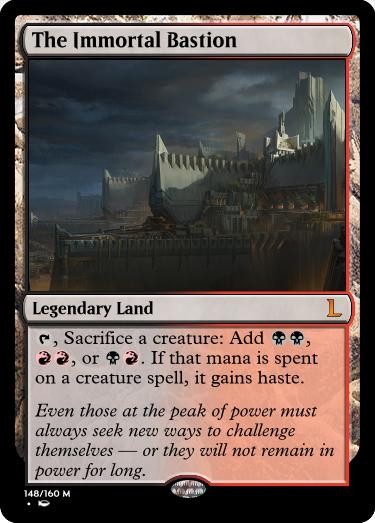 The Immortal Bastion
Legendary Land
L
, Sacrifice a creature: Add ,
, or . If that mana is spent
on a creature spell, it gains haste.
Even those at the peak of power must
always seek new ways to challenge
themselves — or they will not remain in
power for long.
148/160 M